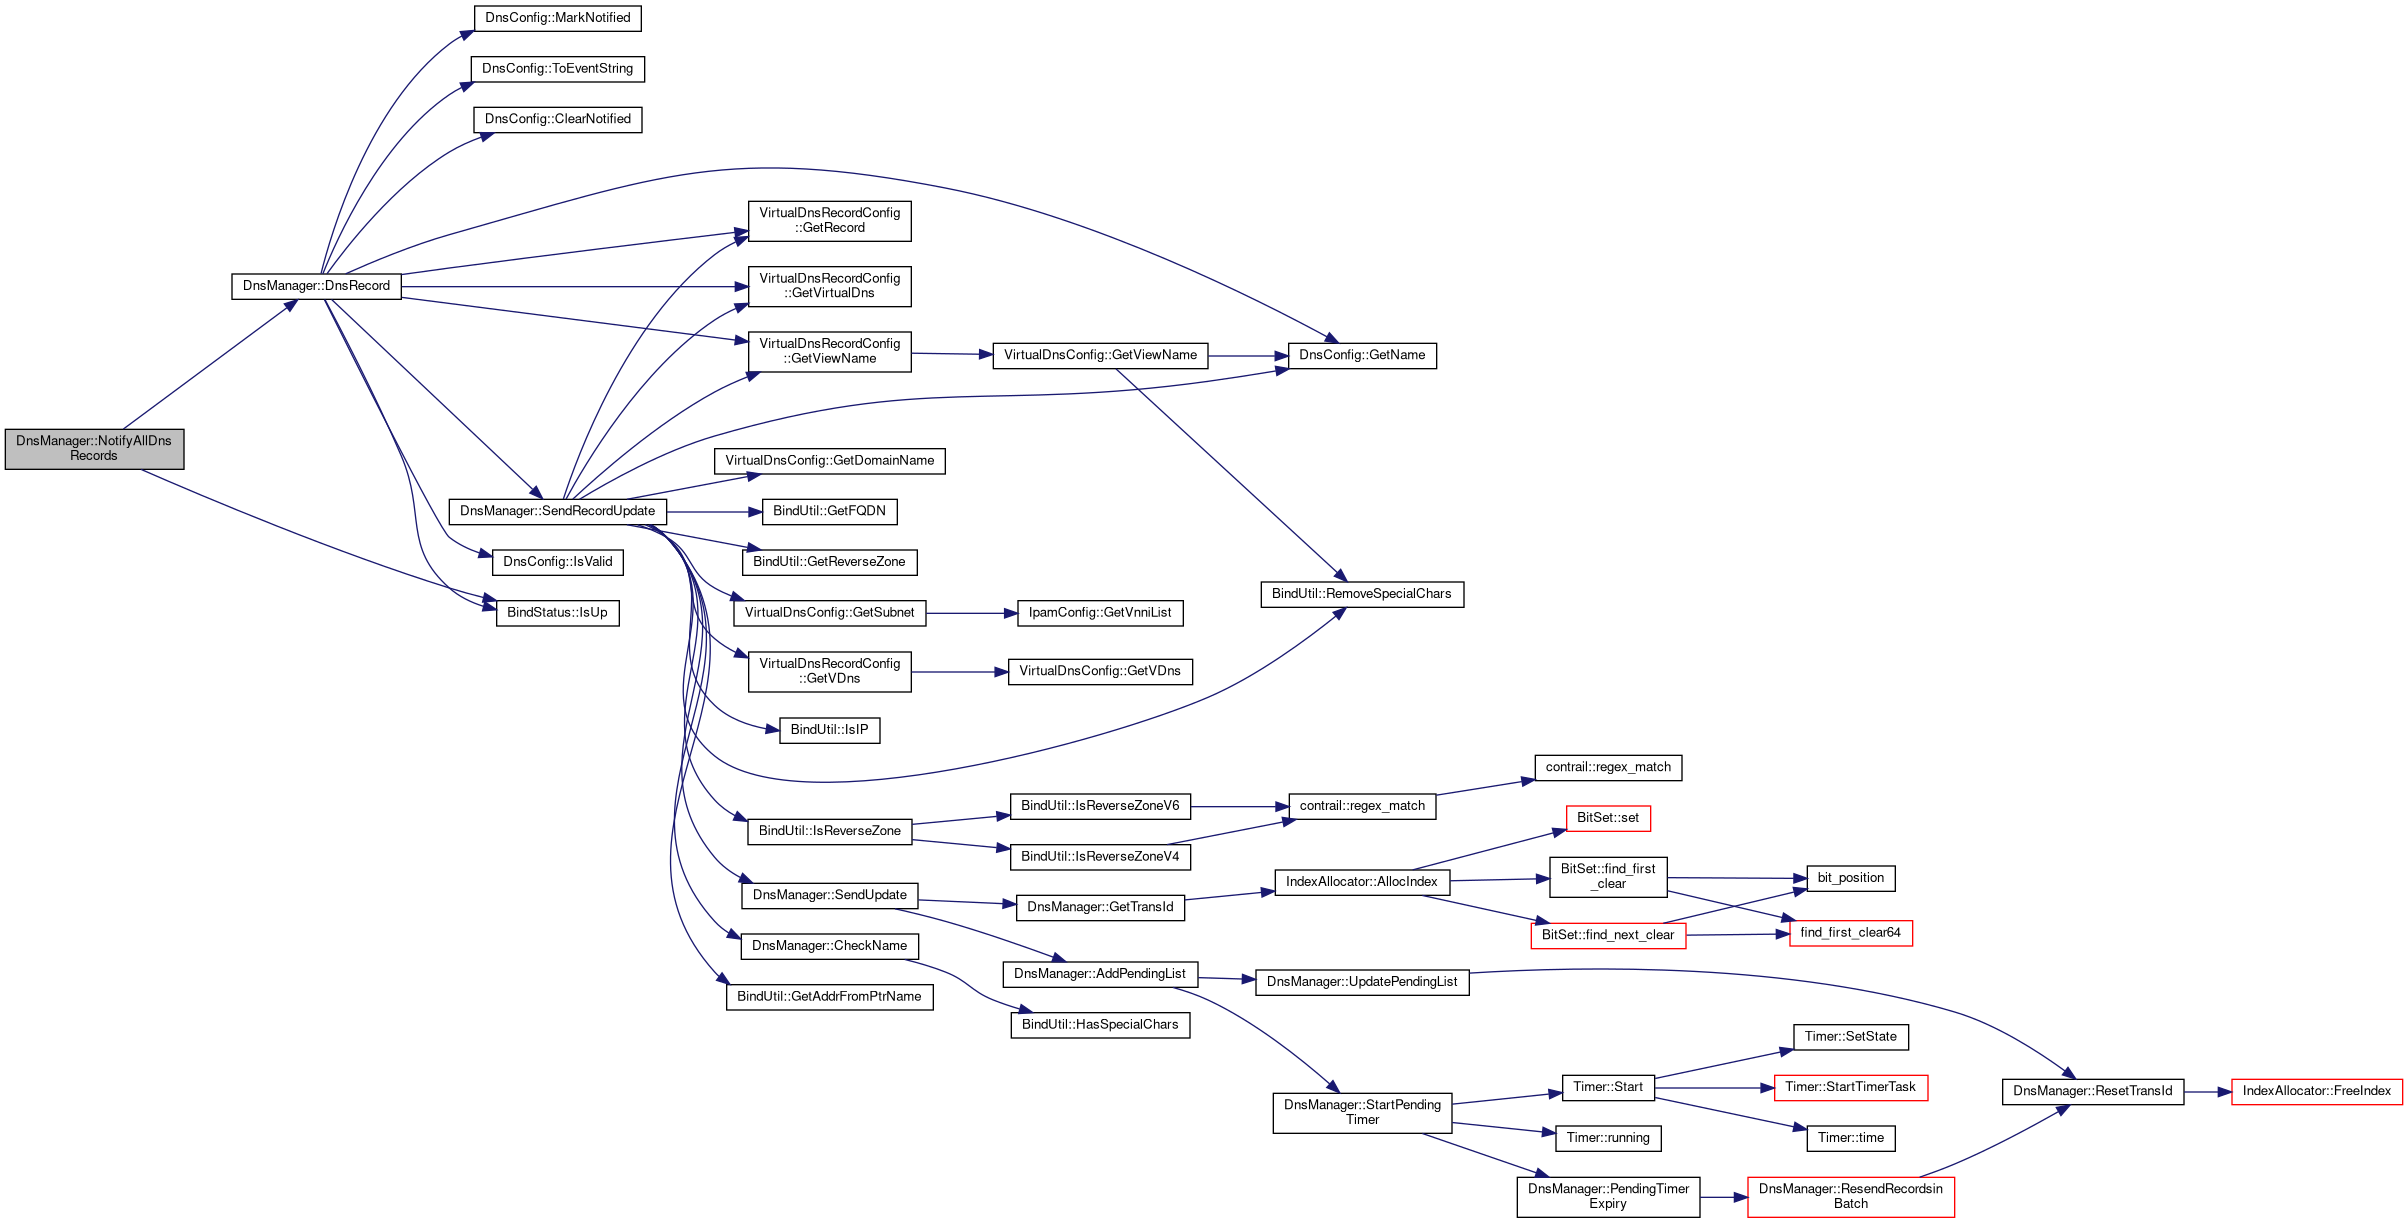 DnsManager::NotifyAllDns
Records
DnsManager::DnsRecord
DnsConfig::MarkNotified
DnsConfig::ToEventString
DnsConfig::ClearNotified
VirtualDnsRecordConfig
::GetRecord
VirtualDnsRecordConfig
::GetVirtualDns
VirtualDnsRecordConfig
::GetViewName
VirtualDnsConfig::GetViewName
DnsConfig::GetName
VirtualDnsConfig::GetDomainName
DnsManager::SendRecordUpdate
BindUtil::GetFQDN
DnsConfig::IsValid
BindUtil::GetReverseZone
BindStatus::IsUp
VirtualDnsConfig::GetSubnet
IpamConfig::GetVnniList
BindUtil::RemoveSpecialChars
VirtualDnsRecordConfig
::GetVDns
VirtualDnsConfig::GetVDns
BindUtil::IsIP
contrail::regex_match
BindUtil::IsReverseZoneV6
contrail::regex_match
BitSet::set
BindUtil::IsReverseZone
BindUtil::IsReverseZoneV4
DnsManager::SendUpdate
DnsManager::GetTransId
IndexAllocator::AllocIndex
BitSet::find_first
_clear
bit_position
BitSet::find_next_clear
find_first_clear64
DnsManager::CheckName
DnsManager::AddPendingList
DnsManager::UpdatePendingList
BindUtil::GetAddrFromPtrName
BindUtil::HasSpecialChars
Timer::SetState
DnsManager::StartPending
Timer
Timer::Start
Timer::StartTimerTask
DnsManager::ResetTransId
IndexAllocator::FreeIndex
Timer::running
Timer::time
DnsManager::PendingTimer
Expiry
DnsManager::ResendRecordsin
Batch